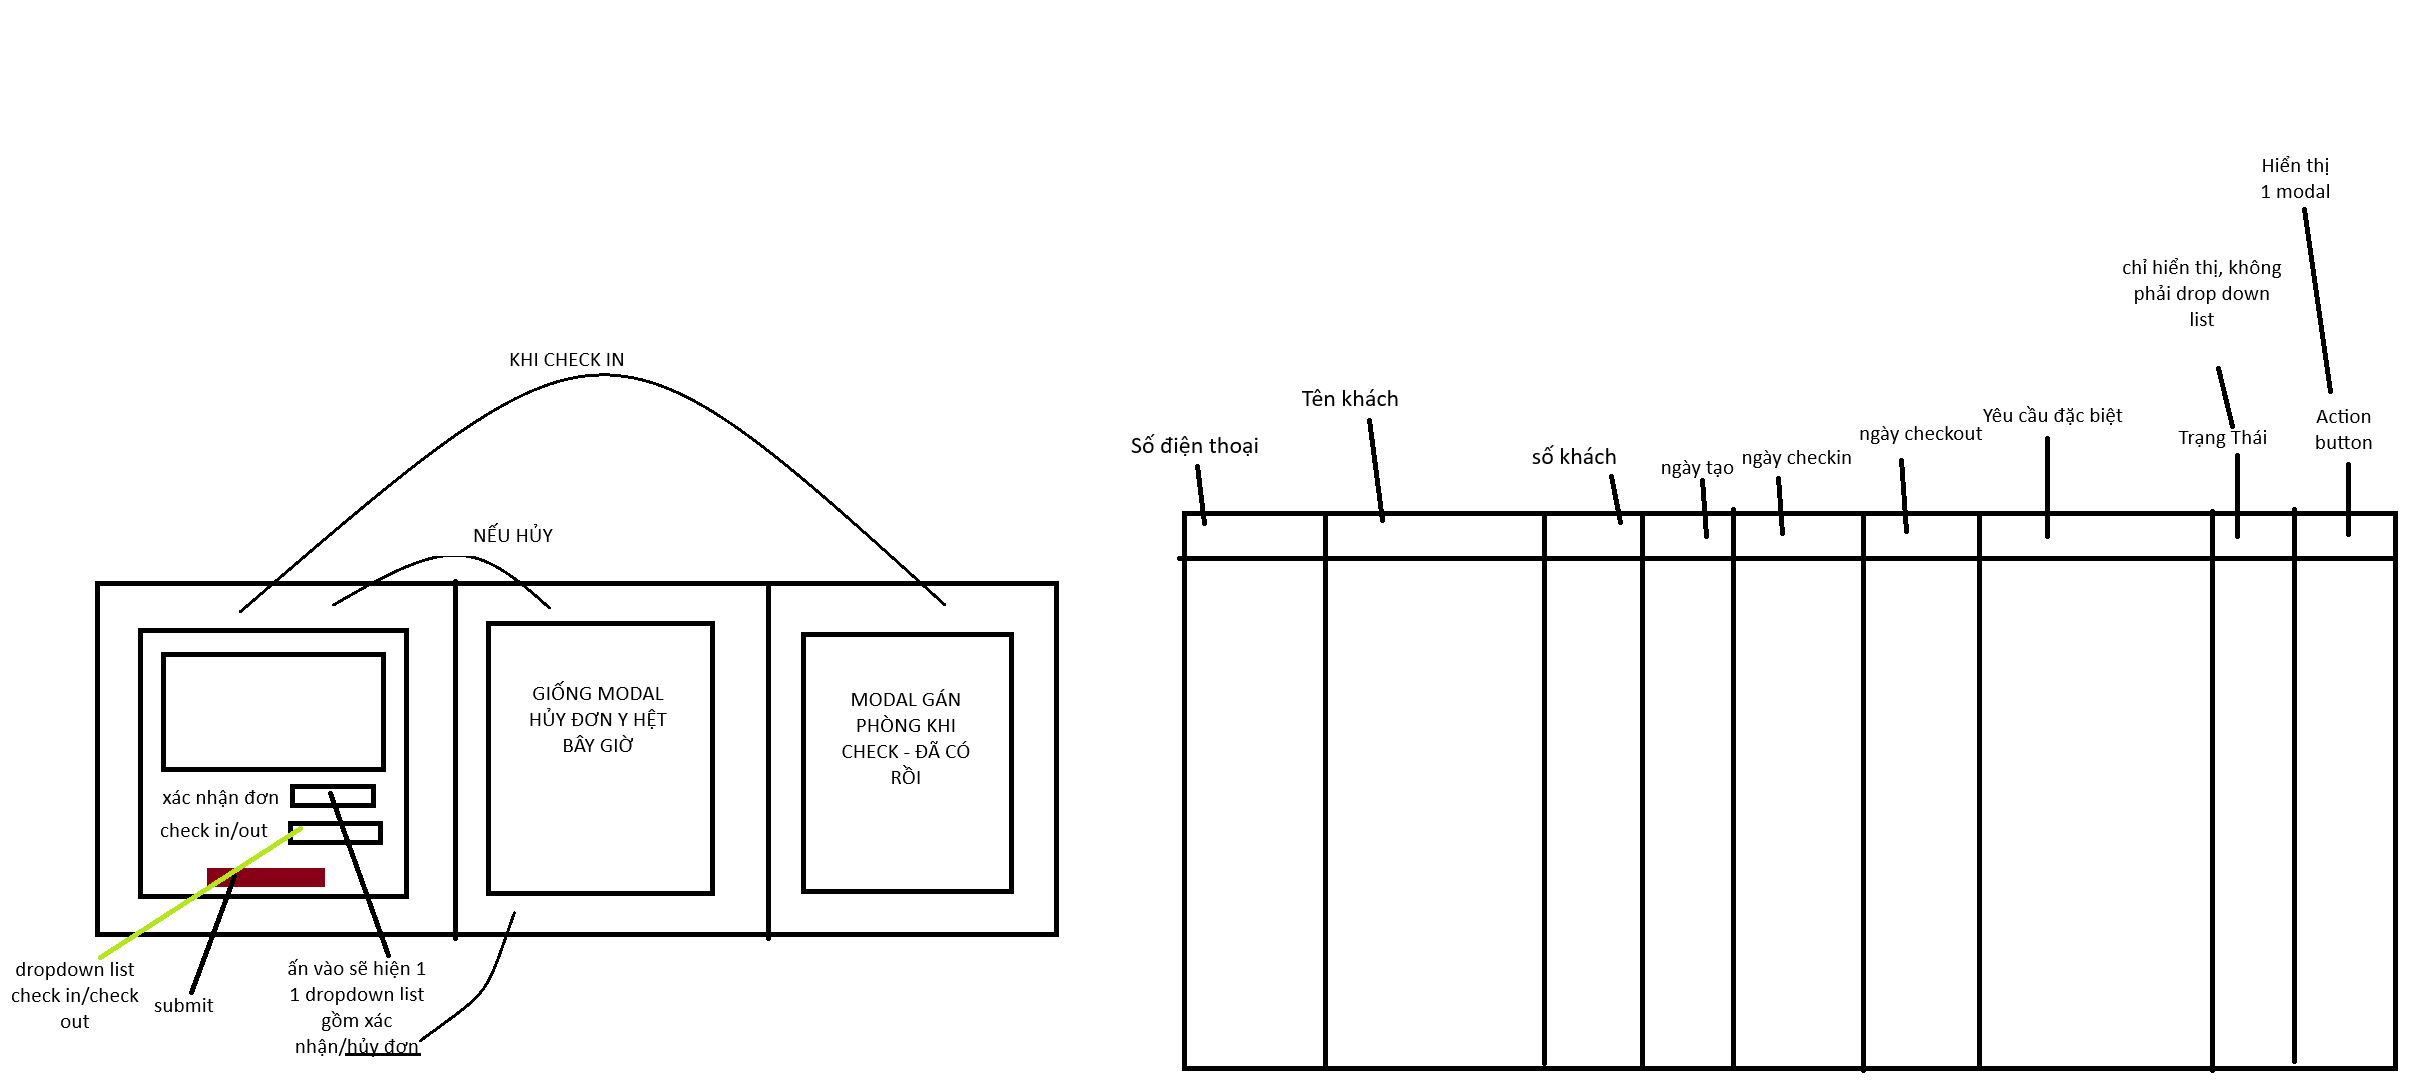 Hiển thị
1 modal
chỉ hiển thị, không
phải drop down
list
KHI CHECK IN
Tên khách
Số điện thoại
số khách
ngày tạo
ngày checkin
ngày checkout
Yêu cầu đặc biệt
Trạng Thái
Action
button
NẾU HỦY
GIỐNG MODAL
HỦY ĐƠN Y HỆT
BÂY GIỜ
MODAL GÁN
PHÒNG KHI
CHECK - ĐÃ CÓ
RỒI
xác nhận đơn
check in/out
dropdown list
check in/check
out
submit
ấn vào sẽ hiện 1
1 dropdown list
gồm xác
nhận/hủy đơn